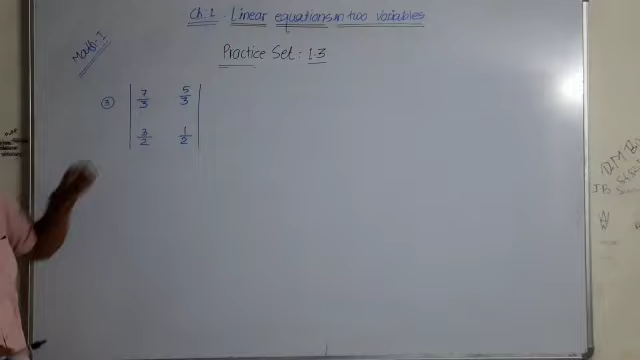 Ch:1. Linear equations in two variables
Math-I
Practice Set: 1.3
③ | 7/3 5/3 |
| 3/2 1/2 |